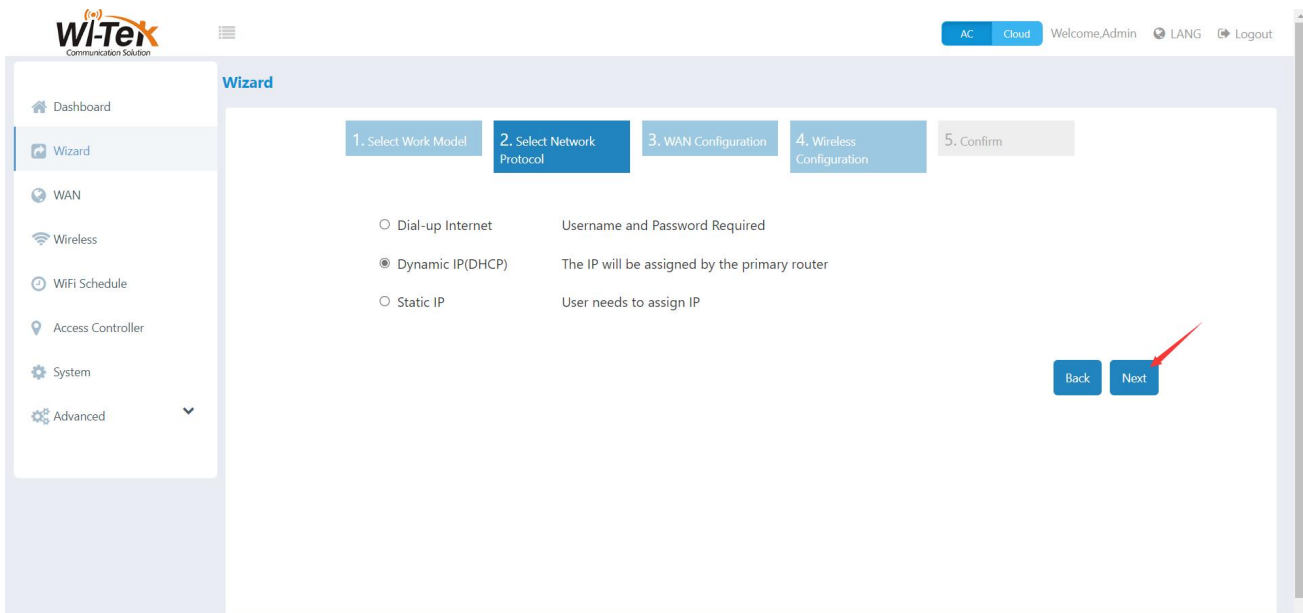 Wi-Tek
Communication Solution
AC Cloud Welcome,Admin LANG Logout
Wizard
Dashboard
Wizard
WAN
Wireless
WiFi Schedule
Access Controller
System
Advanced
1. Select Work Model
2. Select Network
Protocol
3. WAN Configuration
4. Wireless
Configuration
5. Confirm
Dial-up Internet Username and Password Required
Dynamic IP(DHCP) The IP will be assigned by the primary router
Static IP User needs to assign IP
Back Next